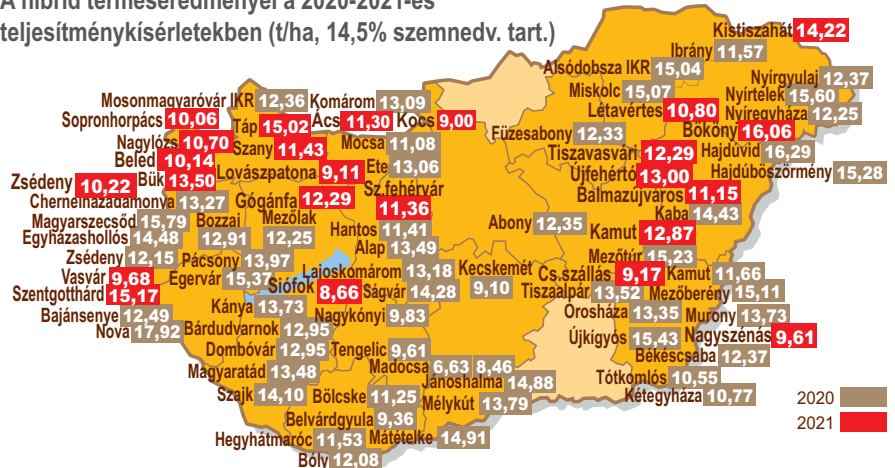 A hibrid terméseredményei a 2020-2021-es
teljesítménykísérletekben (t/ha, 14,5% szemnedv. tart.)
Kistiszahát 14,22
Ibrány 11,57
Alsódobsza IKR 15,04
Nyírgyulaj 12,37
Miskolc 15,07
Nyírtelek 15,60
Mosonmagyaróvár IKR 12,36 Komárom 13,09
Létavértes 10,80 Nyíregyháza 12,25
Sopronhorpács 10,06 Táp 15,02 Ács 11,30 Kocs 9,00
Füzesabony 12,33 Bököny 16,06
Nagylózs 10,70 Szany 11,43 Mocsa 11,08
Tiszavasvári 12,29 Hajdúvid 16,29
Beled 10,14 Lovászpatona 9,11 Ete 13,06
Újfehértó 13,00 Hajdúböszörmény 15,28
Zsédeny 10,22 Bük 13,50 Sz.fehérvár
11,36
Balmazújváros 11,15
Chernelházadamonya 13,27 Gógánfa 12,29
Kaba 14,43
Magyarszecsőd 15,79 Bozzai 12,91 Mezőlak 12,25
Abony 12,35 Kamut 12,87
Egyházashollós 14,48 Hantos 11,41
Zsédeny 12,15 Pácsony 13,97 Alap 13,49
Mezőtúr 15,23
Vasvár 9,68 Egervár 15,37 Lajoskomárom 13,18 Kecskemét
9,10
Cs.szállás 9,17 Kamut 11,66
Szentgotthárd 15,17 Siófok 8,66 Ságvár 14,28
Tiszaalpár 13,52 Mezőberény 15,11
Bajánsenye 12,49 Kánya 13,73 Nagykónyi 9,83
Orosháza 13,35 Murony 13,73
Nova 17,92 Bárdudvarnok 12,95
Újkígyós 15,43 Nagyszénás 9,61
Dombóvár 12,95 Tengelic 9,61
Békéscsaba 12,37
Magyaratád 13,48 Madocsa 6,63 8,46
Tótkomlós 10,55
Jánoshalma 14,88
Szajk 14,10 Bölcske 11,25 Mélykút 13,79
Kétegyháza 10,77
2020
Belvárdgyula 9,36
2021
Hegyhátmaróc 11,53 Mátételke 14,91
Bóly 12,08